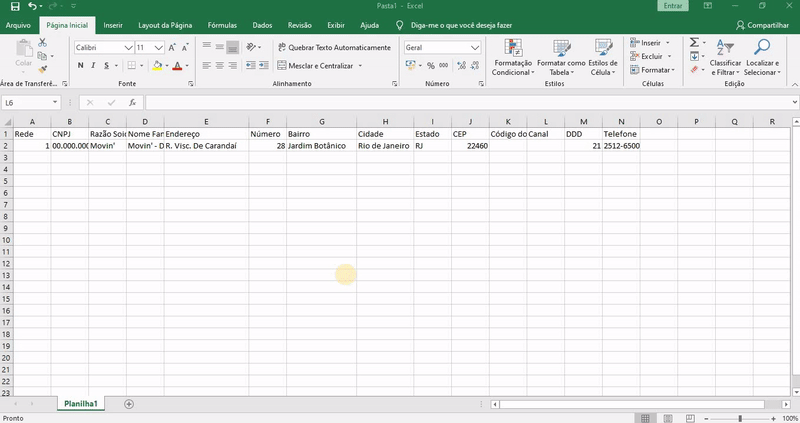 Pasta1 - Excel
Entrar
Arquivo Página Inicial Inserir Layout da Página Fórmulas Dados Revisão Exibir Ajuda Diga-me o que você deseja fazer Compartilhar
Colar Calibri 11 Quebrar Texto Automaticamente Geral Formatação Condicional Formatar como Tabela Estilos de Célula Inserir Classificar e Filtrar Localizar e Selecionar
N I S Mesclar e Centralizar % 000 Excluir
Formatar
Área de Transferê... Fonte Alinhamento Número Estilos Células Edição
L6 fx
A B C D E F G H I J K L M N O P Q R
1 Rede CNPJ Razão Soi Nome Far Endereço Número Bairro Cidade Estado CEP Código do Canal DDD Telefone
2 1 00.000.00( Movin' Movin' - D R. Visc. De Carandaí 28 Jardim Botânico Rio de Janeiro RJ 22460 21 2512-6500
3
4
5
6
7
8
9
10
11
12
13
14
15
16
17
18
19
20
21
22
23
Planilha1
Pronto 100%